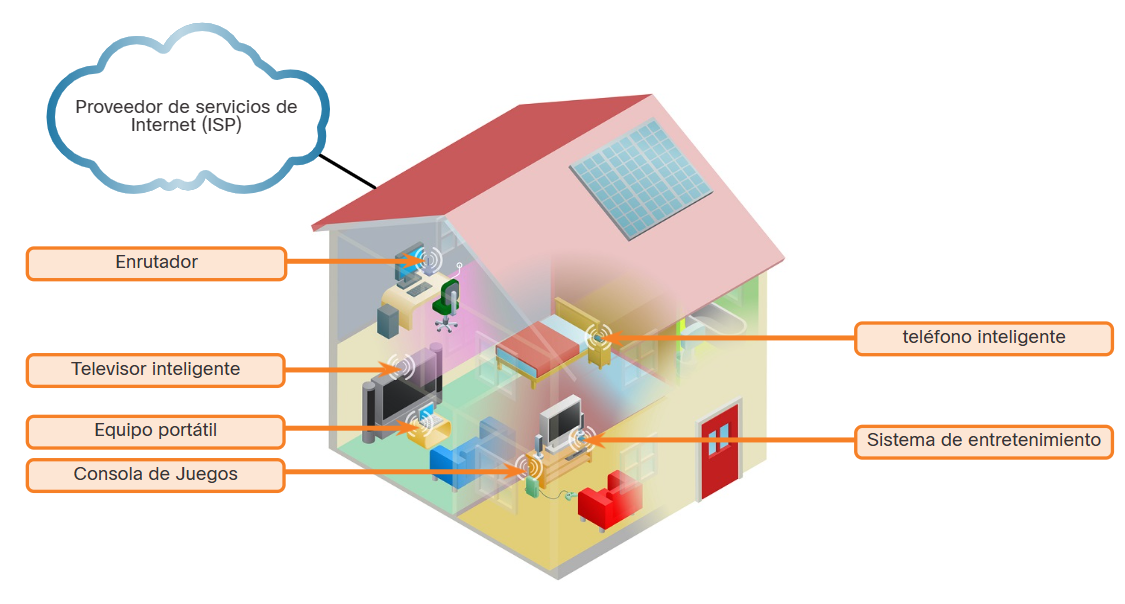 Proveedor de servicios de
Internet (ISP)
Enrutador
teléfono inteligente
Televisor inteligente
Equipo portátil
Sistema de entretenimiento
Consola de Juegos